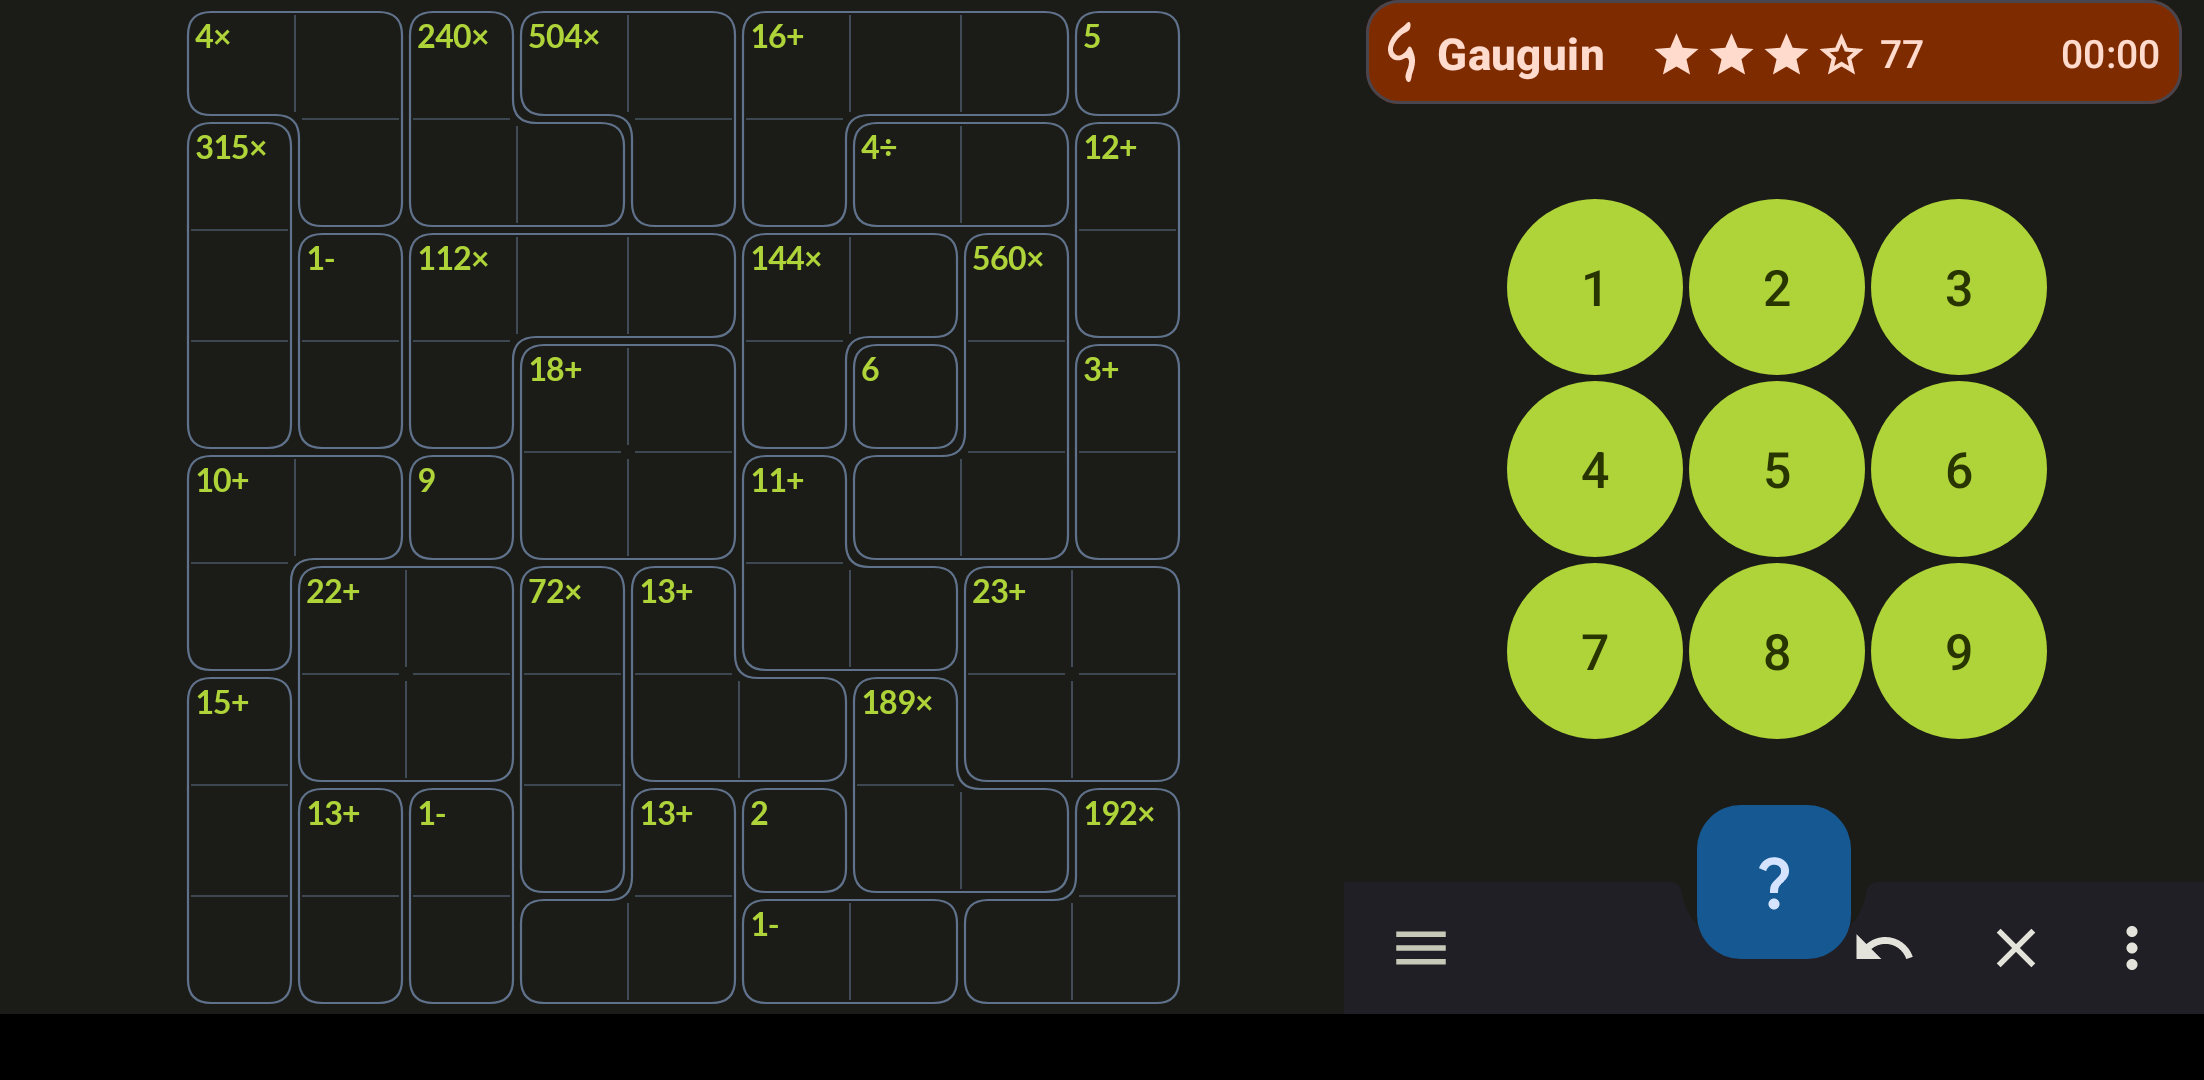 4× 240× 504× 16+ 5
315× 4÷ 12+
1- 112× 144× 560×
18+ 6 3+
10+ 9 11+
22+ 72× 13+ 23+
15+ 189×
13+ 1- 13+ 2 192×
1-
Gauguin 77 00:00
1 2 3
4 5 6
7 8 9
?